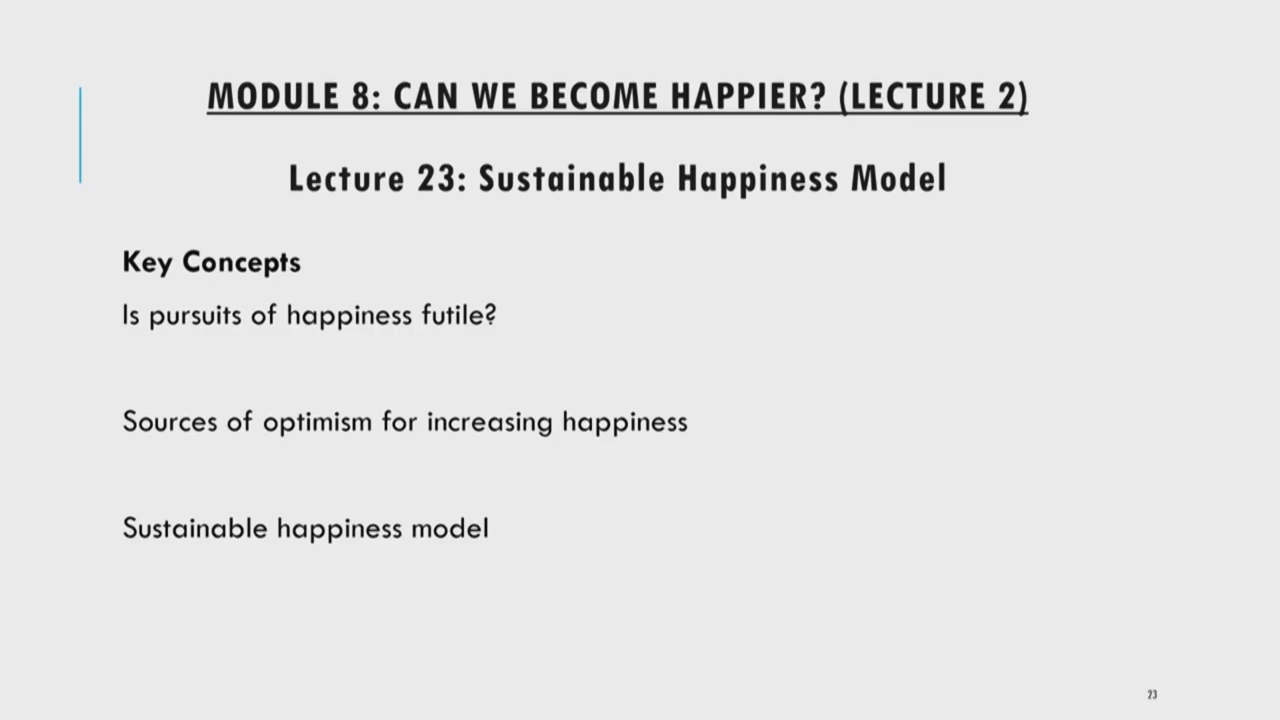 MODULE 8: CAN WE BECOME HAPPIER? (LECTURE 2)
Lecture 23: Sustainable Happiness Model
Key Concepts
Is pursuits of happiness futile?
Sources of optimism for increasing happiness
Sustainable happiness model
23